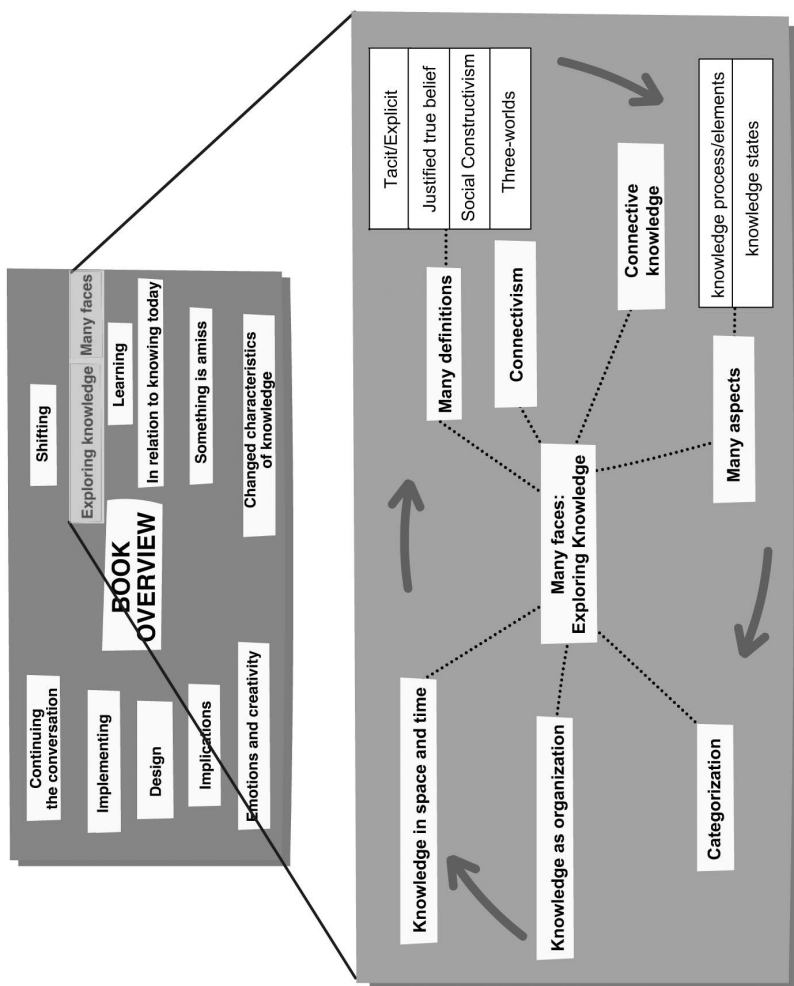 BOOK
OVERVIEW
Shifting
Exploring knowledge
Many faces
Learning
In relation to knowing today
Something is amiss
Changed characteristics
of knowledge
Emotions and creativity
Implications
Design
Implementing
Continuing
the conversation
Many faces:
Exploring Knowledge
Many definitions
Tacit/Explicit
Justified true belief
Social Constructivism
Three-worlds
Connectivism
Connective
knowledge
Many aspects
knowledge process/elements
knowledge states
Categorization
Knowledge as organization
Knowledge in space and time